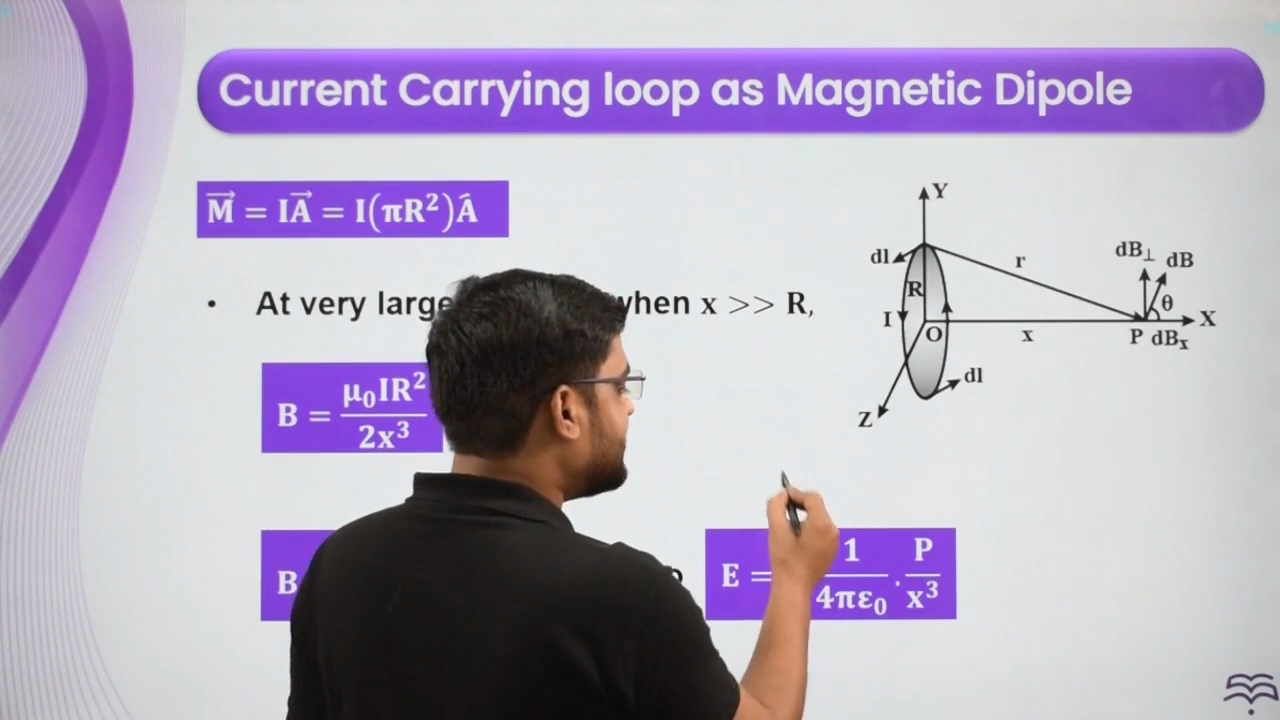 Current Carrying loop as Magnetic Dipole
M⃗ = IA⃗ = I(πR²)Â
• At very large when x >> R,
B = μ₀IR² / 2x³
B
E = 1 / 4πε₀ . P / x³
Y
dl
r
R
I
O
x
Z
dl
dB⊥
dB
θ
X
P
dBₓ